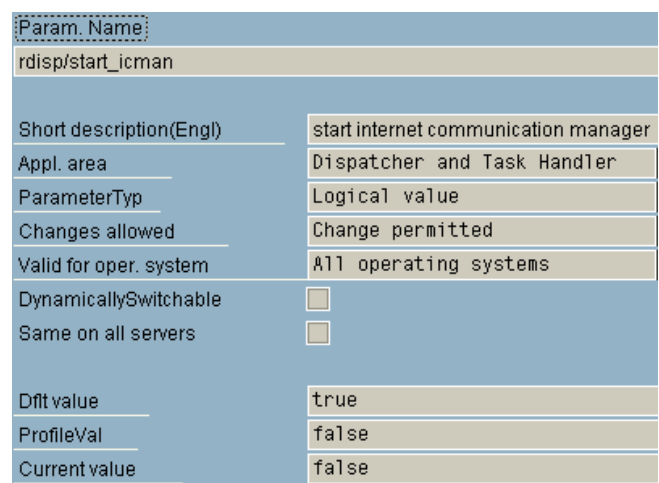 Param. Name
rdisp/start_icman
Short description(Engl) start internet communication manager
Appl. area Dispatcher and Task Handler
ParameterTyp Logical value
Changes allowed Change permitted
Valid for oper. system All operating systems
DynamicallySwitchable
Same on all servers
Dflt value true
ProfileVal false
Current value false